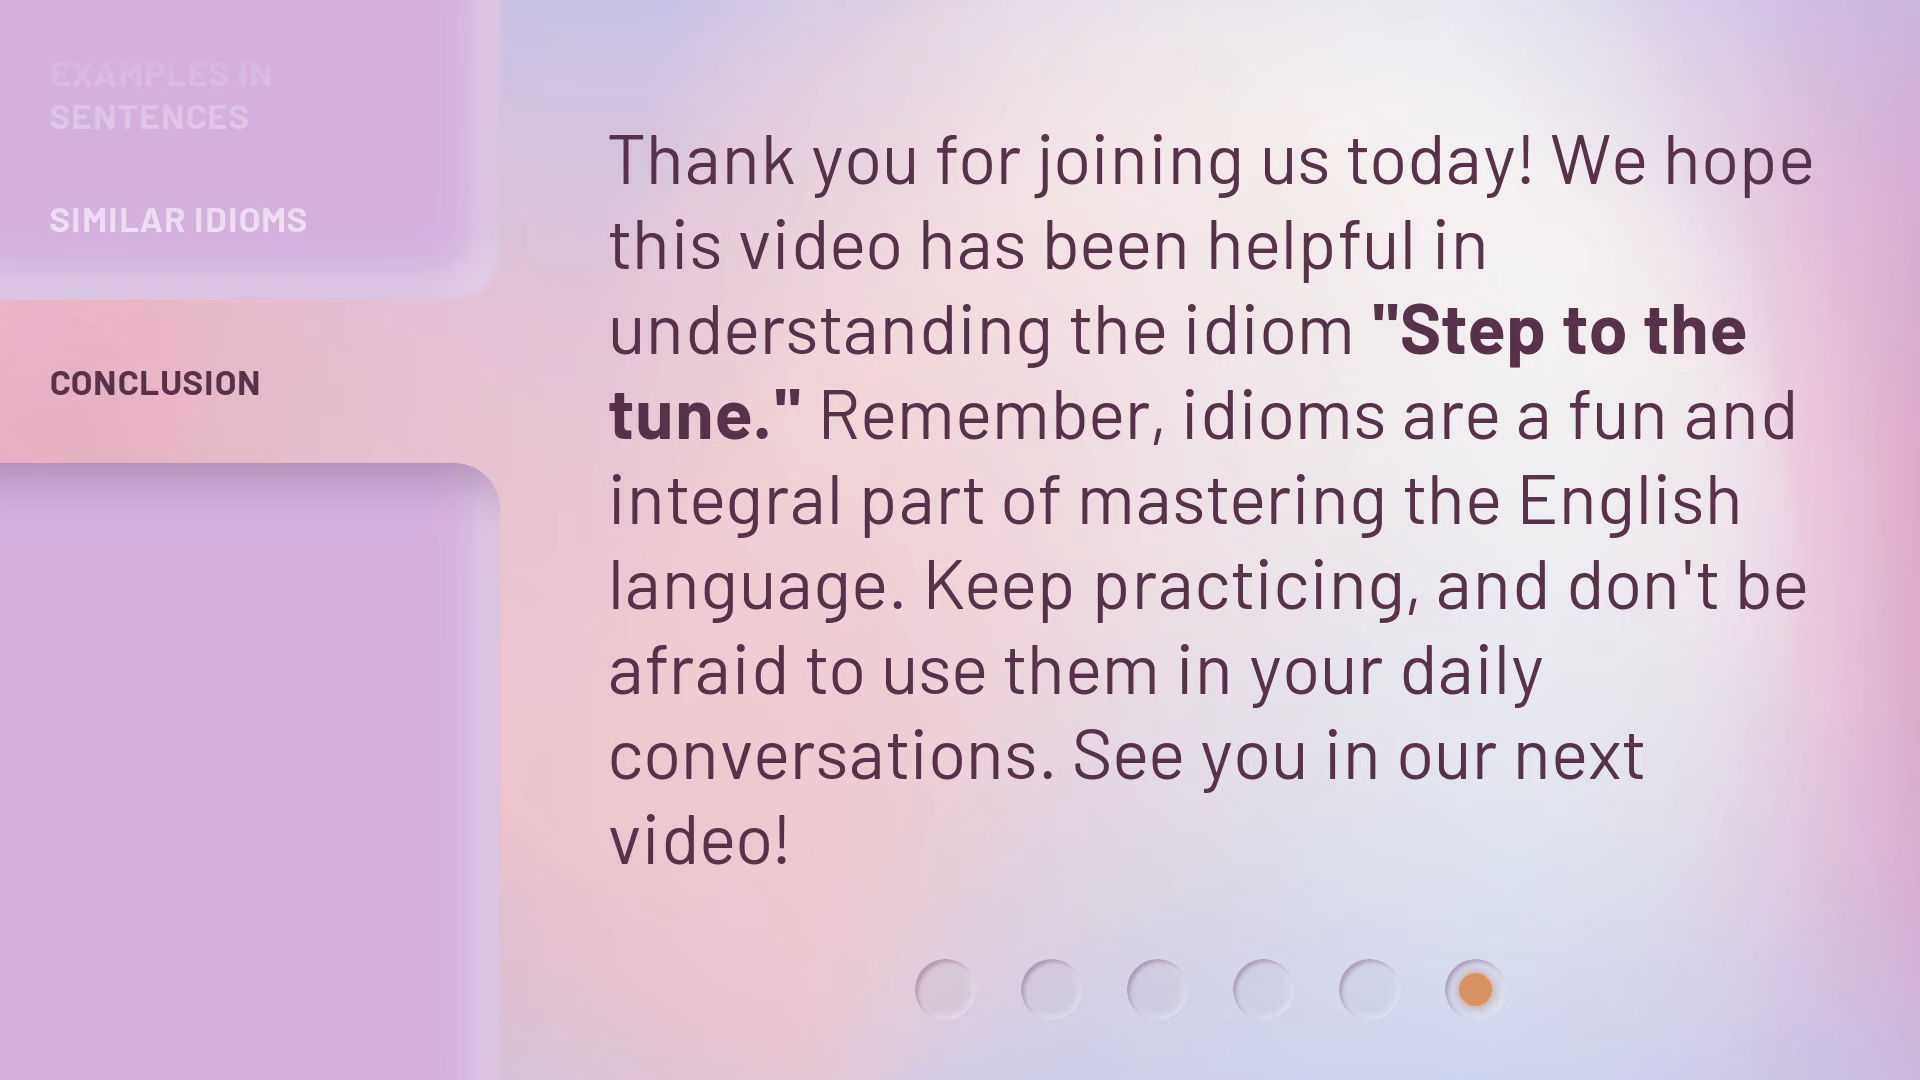 EXAMPLES IN
SENTENCES
SIMILAR IDIOMS
CONCLUSION
Thank you for joining us today! We hope
this video has been helpful in
understanding the idiom "Step to the
tune." Remember, idioms are a fun and
integral part of mastering the English
language. Keep practicing, and don't be
afraid to use them in your daily
conversations. See you in our next
video!